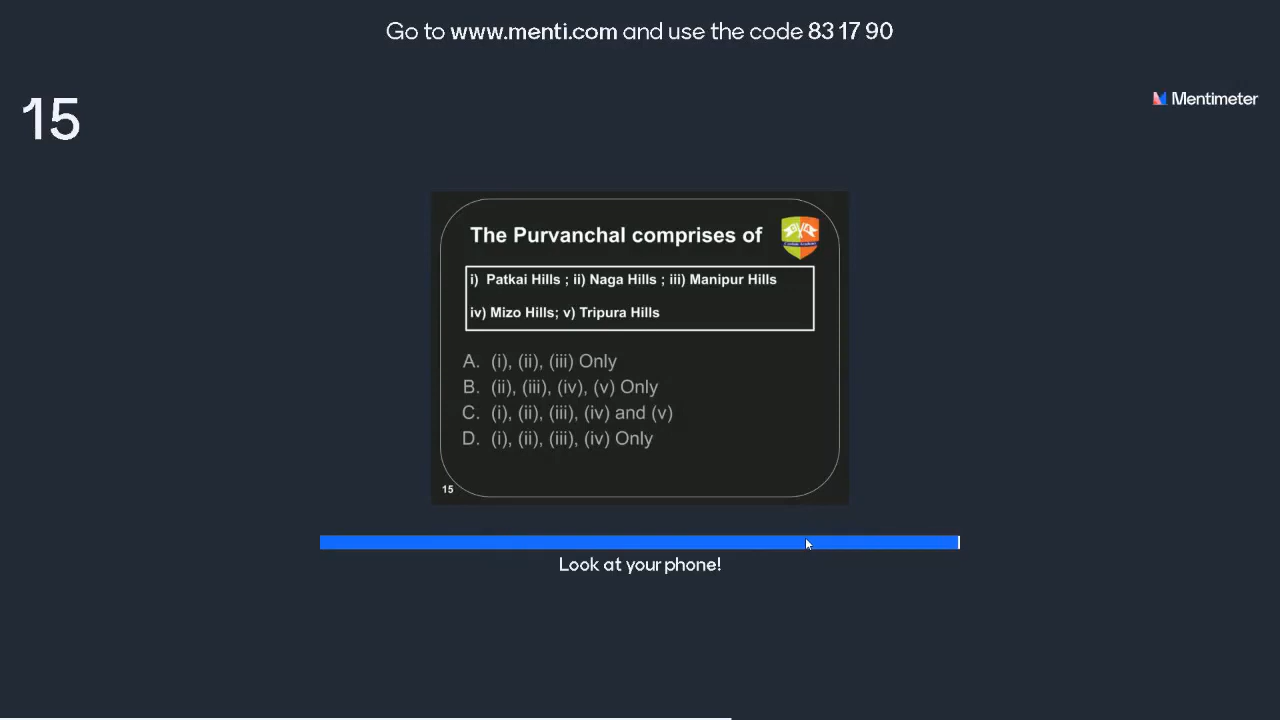 Go to www.menti.com and use the code 83 17 90
15
Mentimeter
The Purvanchal comprises of
i) Patkai Hills ; ii) Naga Hills ; iii) Manipur Hills
iv) Mizo Hills; v) Tripura Hills
A. (i), (ii), (iii) Only
B. (ii), (iii), (iv), (v) Only
C. (i), (ii), (iii), (iv) and (v)
D. (i), (ii), (iii), (iv) Only
15
Look at your phone!